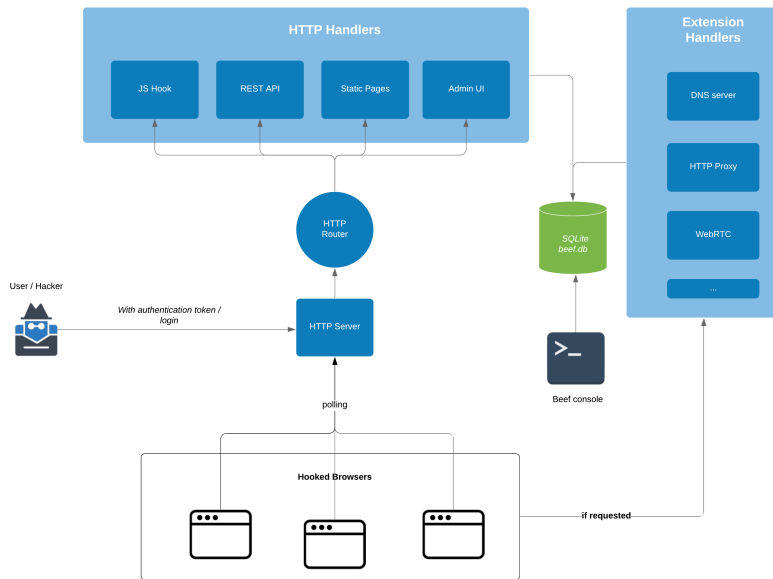 HTTP Handlers
JS Hook
REST API
Static Pages
Admin UI
Extension
Handlers
DNS server
HTTP Proxy
WebRTC
...
HTTP
Router
SQLite
beef.db
User / Hacker
With authentication token /
login
HTTP Server
>_
Beef console
polling
Hooked Browsers
if requested